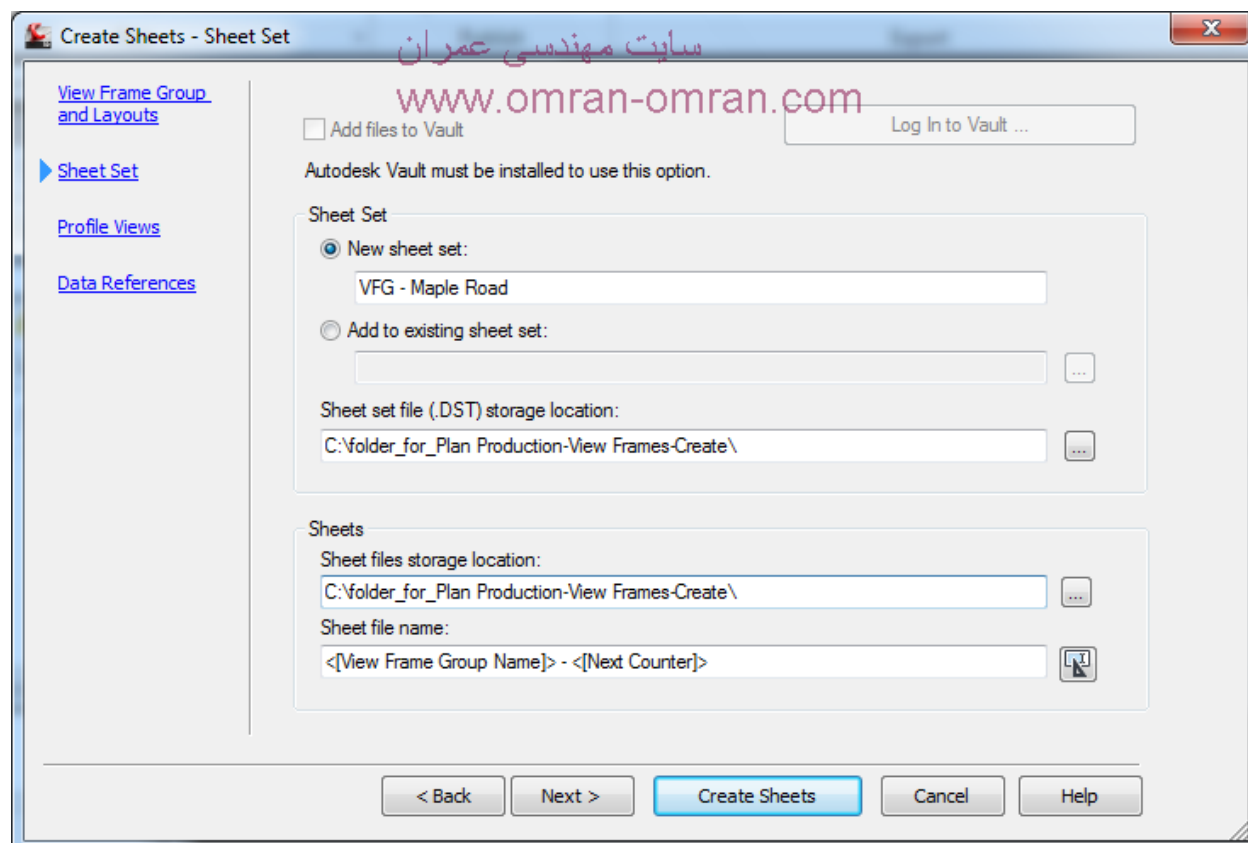 Create Sheets - Sheet Set
سایت مهندسی عمران
www.omran-omran.com
View Frame Group
and Layouts
Sheet Set
Profile Views
Data References
Add files to Vault
Log In to Vault ...
Autodesk Vault must be installed to use this option.
Sheet Set
New sheet set:
VFG - Maple Road
Add to existing sheet set:
...
Sheet set file (.DST) storage location:
C:\folder_for_Plan Production-View Frames-Create\
...
Sheets
Sheet files storage location:
C:\folder_for_Plan Production-View Frames-Create\
...
Sheet file name:
<[View Frame Group Name]> - <[Next Counter]>
< Back
Next >
Create Sheets
Cancel
Help